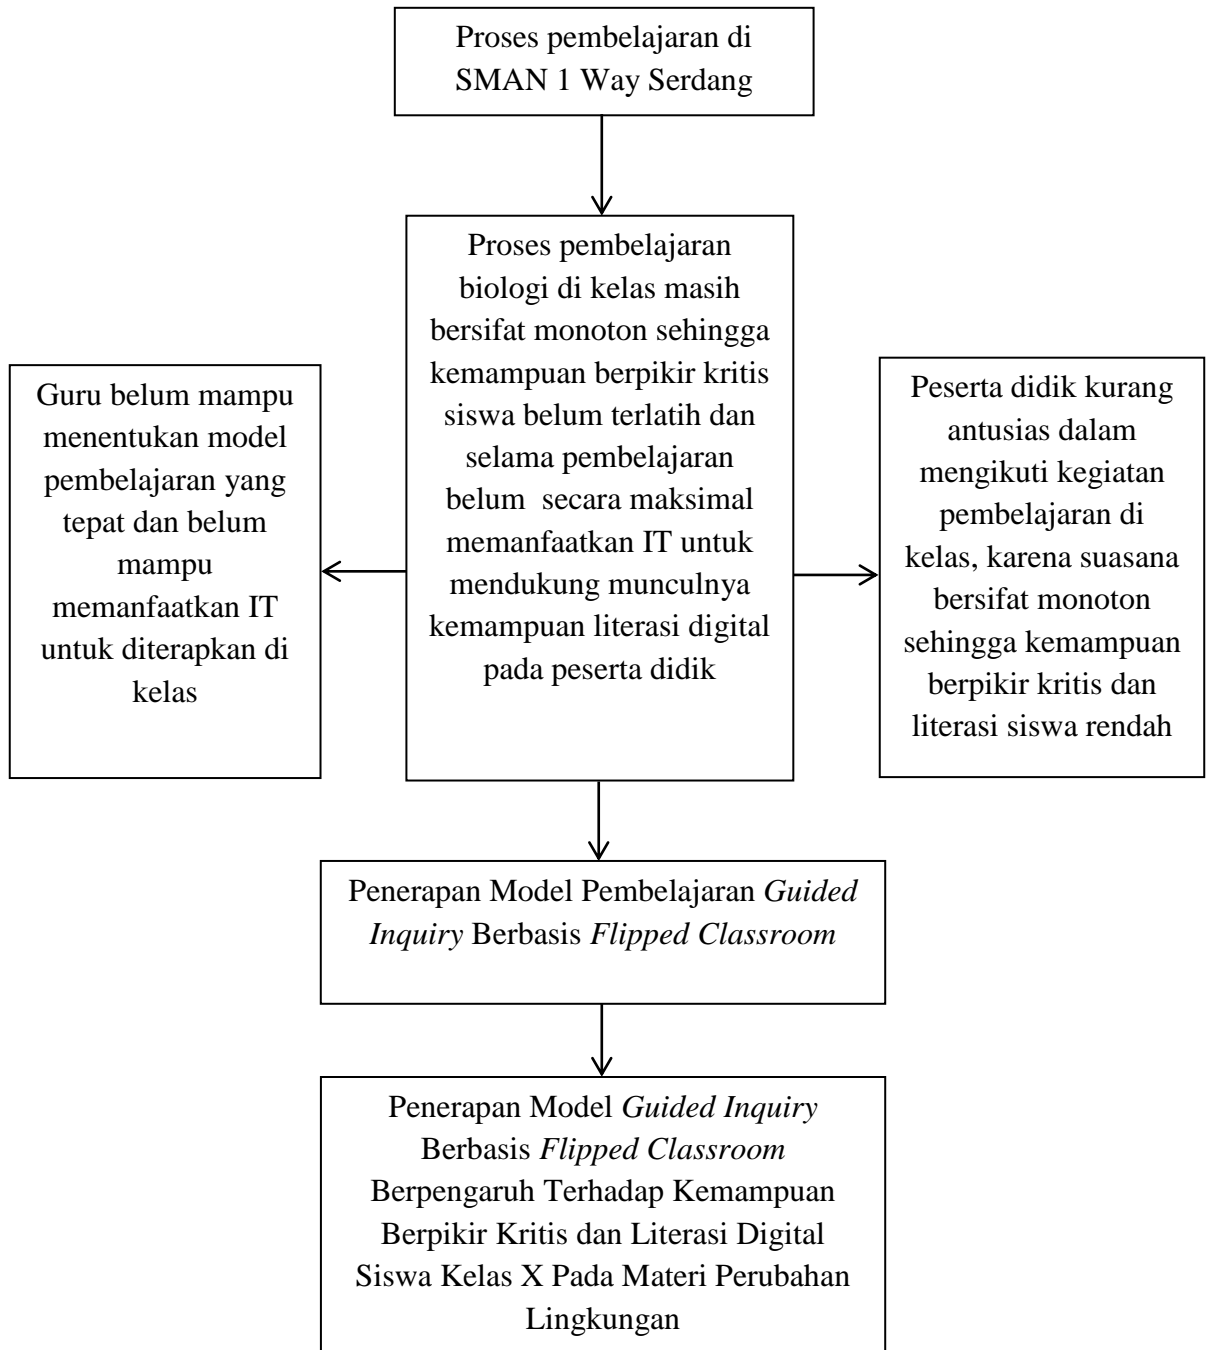 Proses pembelajaran di
SMAN 1 Way Serdang
Proses pembelajaran
biologi di kelas masih
bersifat monoton sehingga
kemampuan berpikir kritis
siswa belum terlatih dan
selama pembelajaran
belum secara maksimal
memanfaatkan IT untuk
mendukung munculnya
kemampuan literasi digital
pada peserta didik
Guru belum mampu
menentukan model
pembelajaran yang
tepat dan belum
mampu
memanfaatkan IT
untuk diterapkan di
kelas
Peserta didik kurang
antusias dalam
mengikuti kegiatan
pembelajaran di
kelas, karena suasana
bersifat monoton
sehingga kemampuan
berpikir kritis dan
literasi siswa rendah
Penerapan Model Pembelajaran Guided
Inquiry Berbasis Flipped Classroom
Penerapan Model Guided Inquiry
Berbasis Flipped Classroom
Berpengaruh Terhadap Kemampuan
Berpikir Kritis dan Literasi Digital
Siswa Kelas X Pada Materi Perubahan
Lingkungan